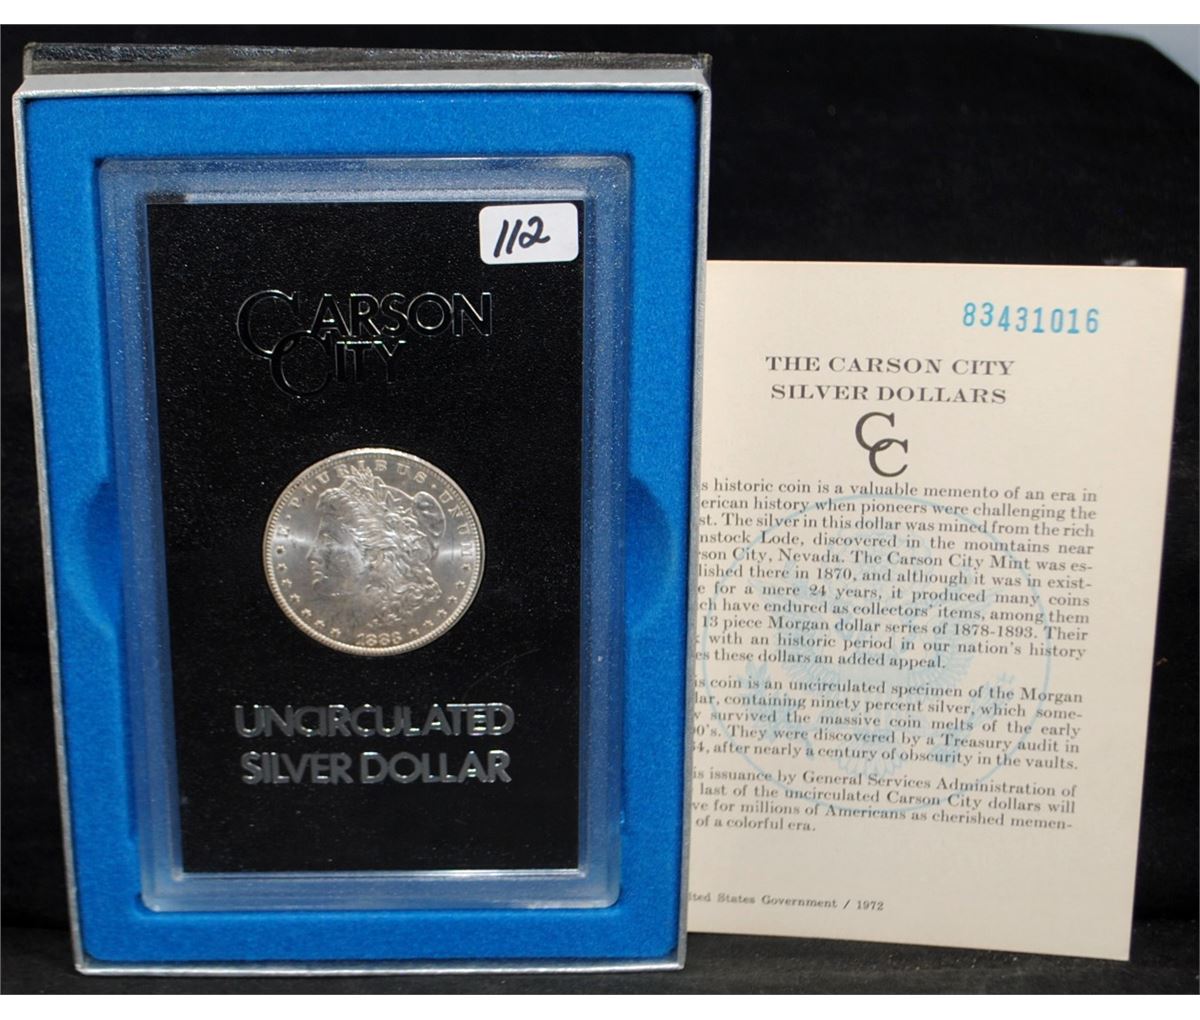 112
CARSON
CITY
E · PLURIBUS · UNUM
1883
UNCIRCULATED
SILVER DOLLAR
83431016
THE CARSON CITY
SILVER DOLLARS
CC
s historic coin is a valuable memento of an era in
erican history when pioneers were challenging the
st. The silver in this dollar was mined from the rich
nstock Lode, discovered in the mountains near
rson City, Nevada. The Carson City Mint was es-
lished there in 1870, and although it was in exist-
e for a mere 24 years, it produced many coins
ch have endured as collectors' items, among them
13 piece Morgan dollar series of 1878-1893. Their
with an historic period in our nation's history
es these dollars an added appeal.
is coin is an uncirculated specimen of the Morgan
lar, containing ninety percent silver, which some-
w survived the massive coin melts of the early
00's. They were discovered by a Treasury audit in
64, after nearly a century of obscurity in the vaults.
is issuance by General Services Administration of
last of the uncirculated Carson City dollars will
ve for millions of Americans as cherished memen-
of a colorful era.
ited States Government / 1972